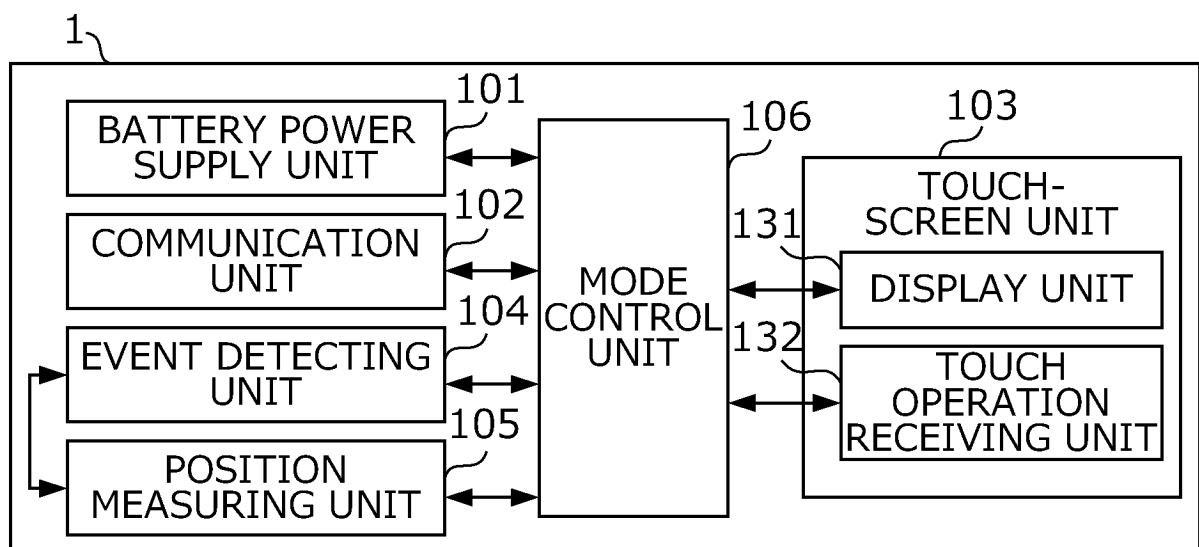 1
101
BATTERY POWER
SUPPLY UNIT
102
COMMUNICATION
UNIT
104
EVENT DETECTING
UNIT
105
POSITION
MEASURING UNIT
106
MODE
CONTROL
UNIT
103
TOUCH-
SCREEN UNIT
131
DISPLAY UNIT
132
TOUCH
OPERATION
RECEIVING UNIT